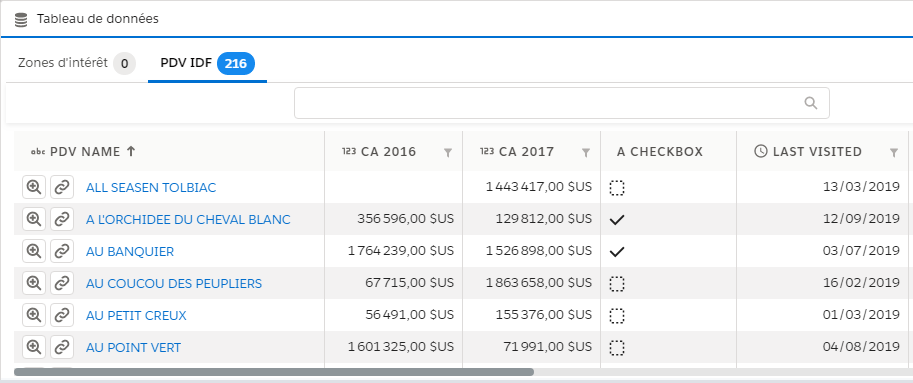 Tableau de données
Zones d'intérêt 0 PDV IDF 216
abc PDV NAME ↑ 123 CA 2016 123 CA 2017 A CHECKBOX LAST VISITED
ALL SEASEN TOLBIAC 1 443 417,00 $US 13/03/2019
A L'ORCHIDEE DU CHEVAL BLANC 356 596,00 $US 129 812,00 $US 12/09/2019
AU BANQUIER 1 764 239,00 $US 1 526 898,00 $US 03/07/2019
AU COUCOU DES PEUPLIERS 67 715,00 $US 1 863 658,00 $US 16/02/2019
AU PETIT CREUX 56 491,00 $US 155 376,00 $US 01/03/2019
AU POINT VERT 1 601 325,00 $US 71 991,00 $US 04/08/2019